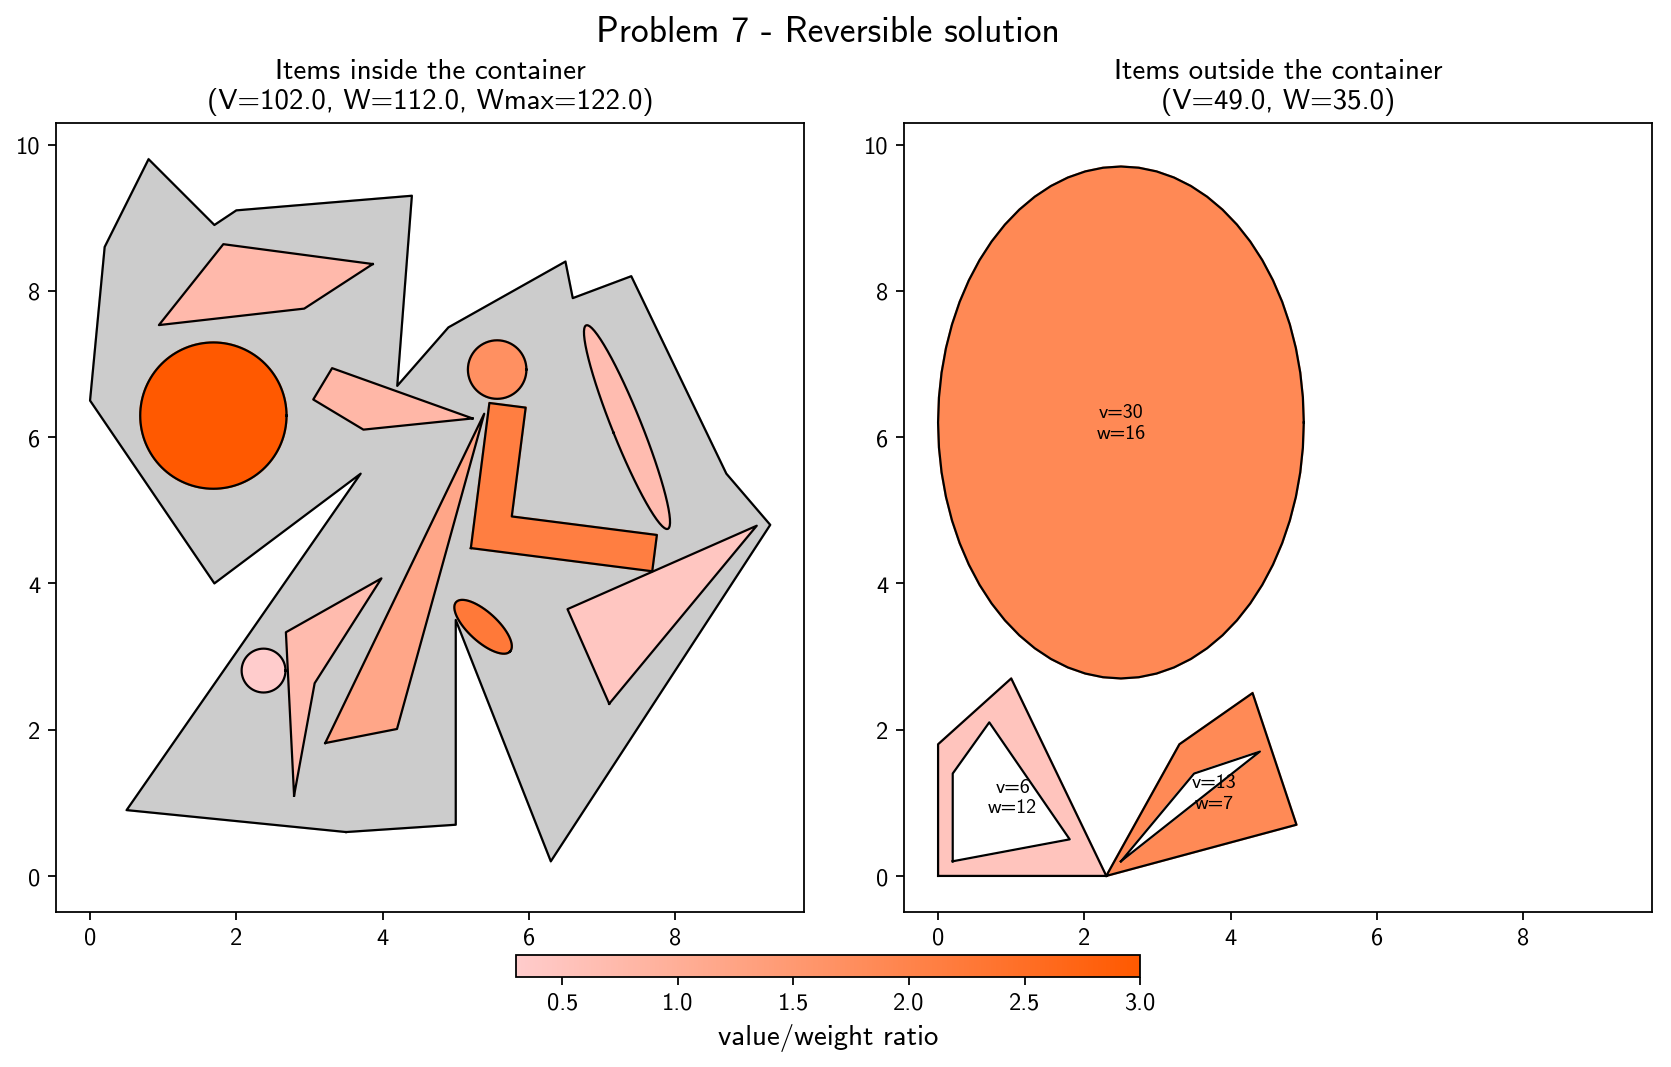 Problem 7 - Reversible solution
Items inside the container
(V=102.0, W=112.0, Wmax=122.0)
10
8
6
4
2
0
0 2 4 6 8
Items outside the container
(V=49.0, W=35.0)
10
8
6
4
2
0
v=30
w=16
v=6
w=12
v=13
w=7
0 2 4 6 8
0.5 1.0 1.5 2.0 2.5 3.0
value/weight ratio